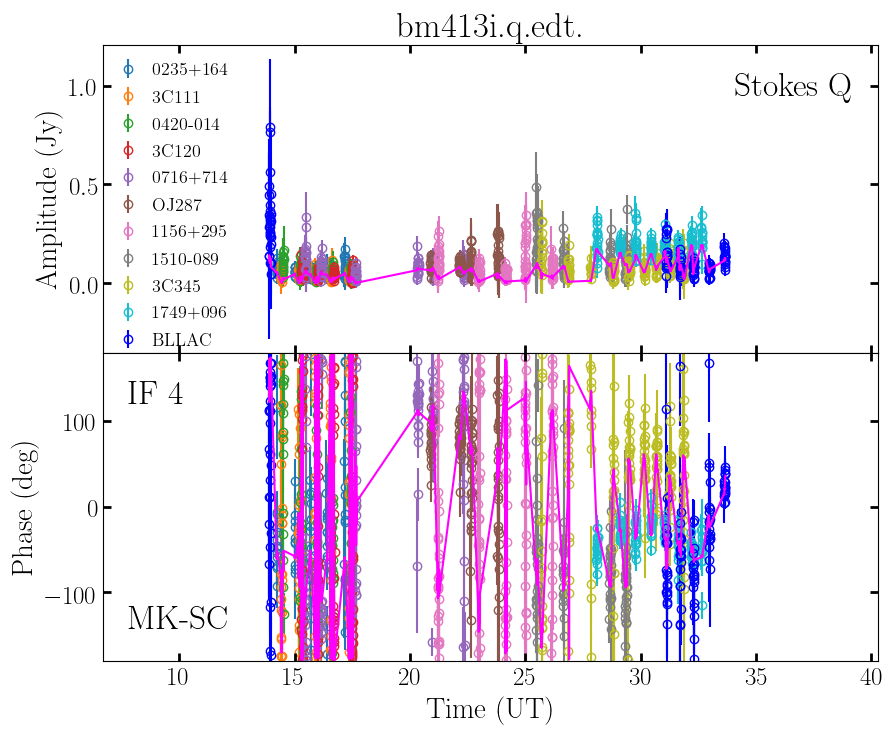 bm413i.q.edt.
Stokes Q
0235+164
3C111
0420-014
3C120
0716+714
OJ287
1156+295
1510-089
3C345
1749+096
BLLAC
1.0
0.5
0.0
Amplitude (Jy)
IF 4
MK-SC
100
0
−100
Phase (deg)
10 15 20 25 30 35 40
Time (UT)